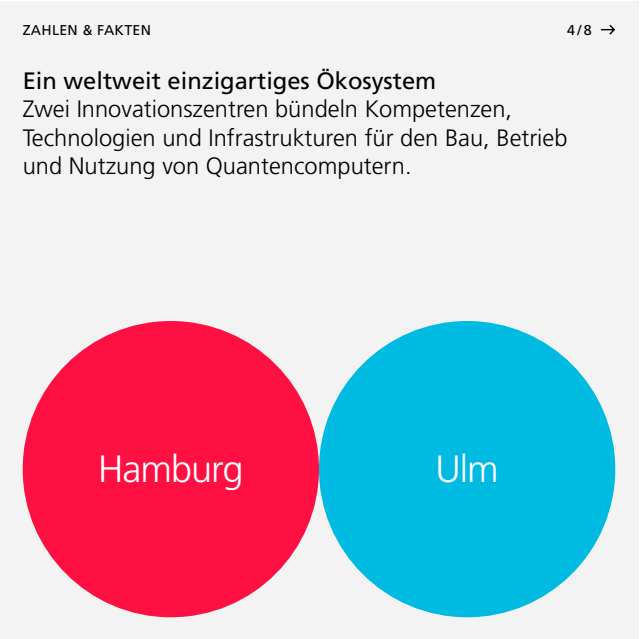 ZAHLEN & FAKTEN
4/8 →
Ein weltweit einzigartiges Ökosystem
Zwei Innovationszentren bündeln Kompetenzen,
Technologien und Infrastrukturen für den Bau, Betrieb
und Nutzung von Quantencomputern.
Hamburg
Ulm